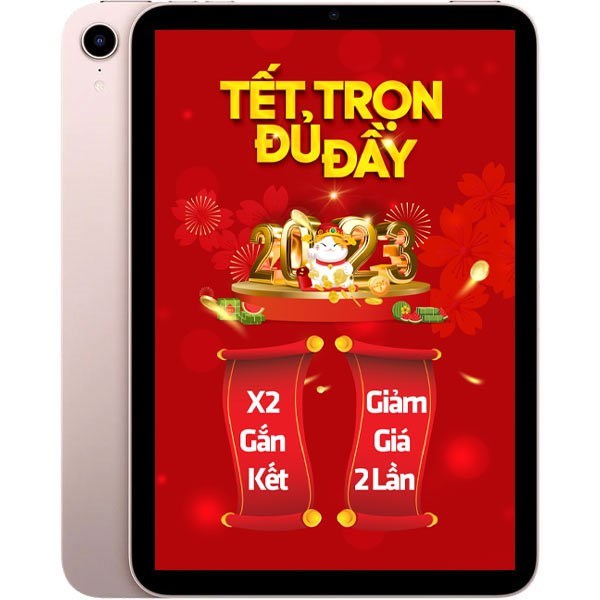 TẾT TRỌN
ĐỦ ĐẦY
2023
X2
Gắn
Kết
Giảm
Giá
2 Lần